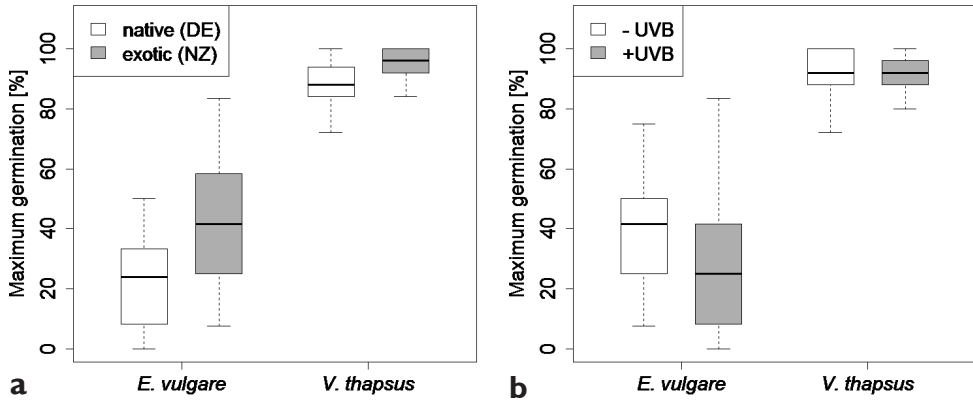 native (DE)
exotic (NZ)
Maximum germination [%]
100
80
60
40
20
0
E. vulgare
V. thapsus
a
- UVB
+UVB
Maximum germination [%]
100
80
60
40
20
0
E. vulgare
V. thapsus
b